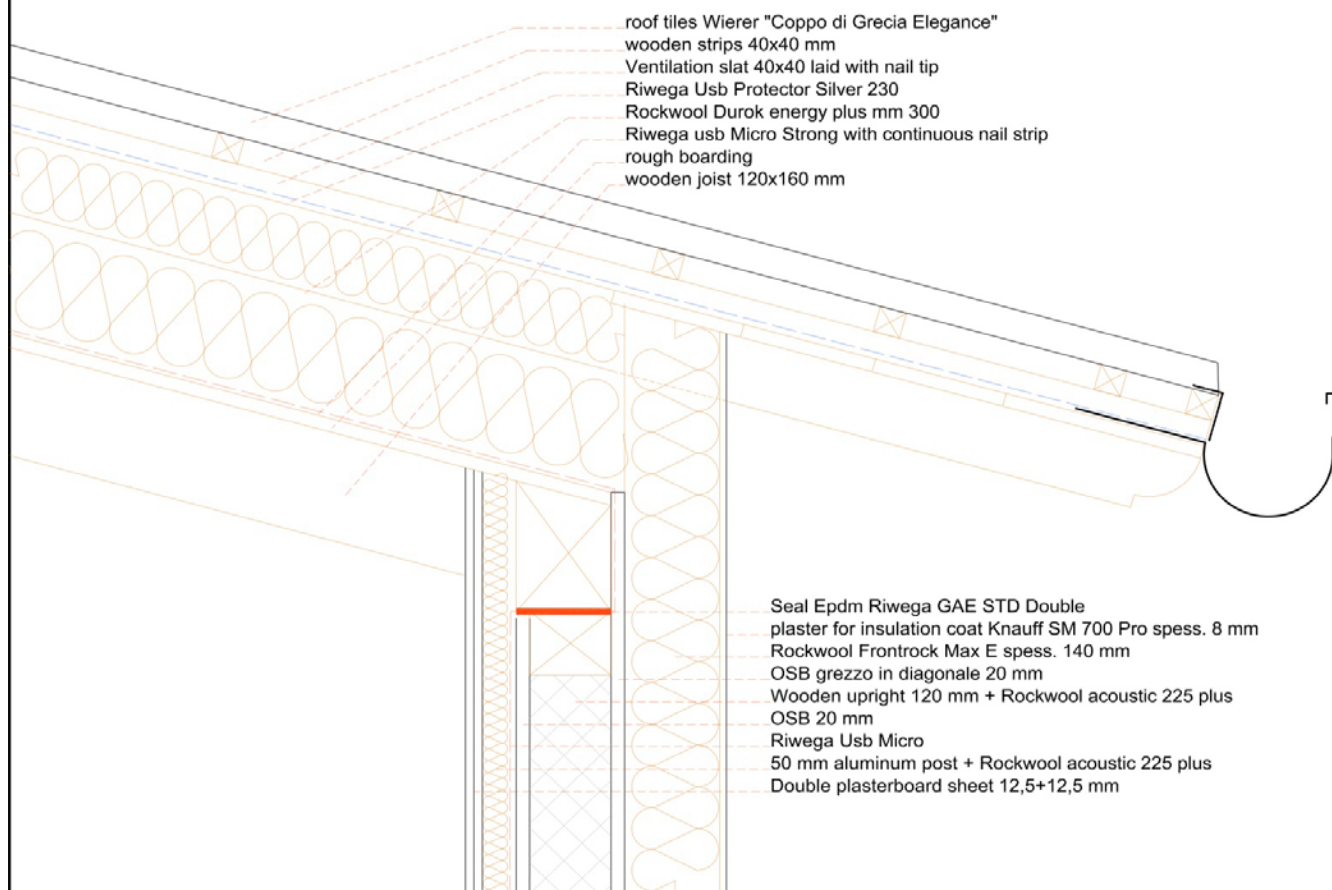 roof tiles Wierer "Coppo di Grecia Elegance"
wooden strips 40x40 mm
Ventilation slat 40x40 laid with nail tip
Riwega Usb Protector Silver 230
Rockwool Durok energy plus mm 300
Riwega usb Micro Strong with continuous nail strip
rough boarding
wooden joist 120x160 mm
Seal Epdm Riwega GAE STD Double
plaster for insulation coat Knauff SM 700 Pro spess. 8 mm
Rockwool Frontrock Max E spess. 140 mm
OSB grezzo in diagonale 20 mm
Wooden upright 120 mm + Rockwool acoustic 225 plus
OSB 20 mm
Riwega Usb Micro
50 mm aluminum post + Rockwool acoustic 225 plus
Double plasterboard sheet 12,5+12,5 mm